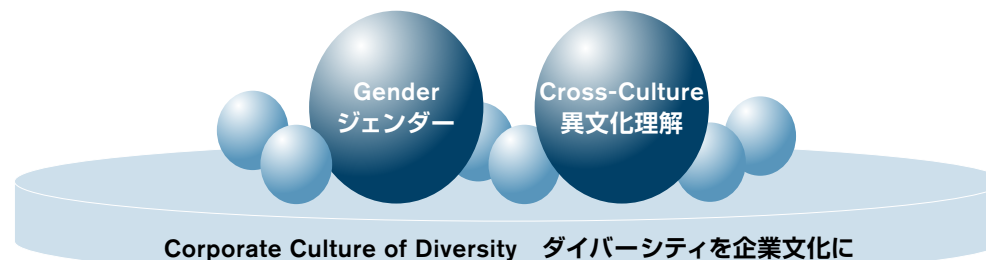 Gender
ジェンダー
Cross-Culture
異文化理解
Corporate Culture of Diversity　ダイバーシティを企業文化に